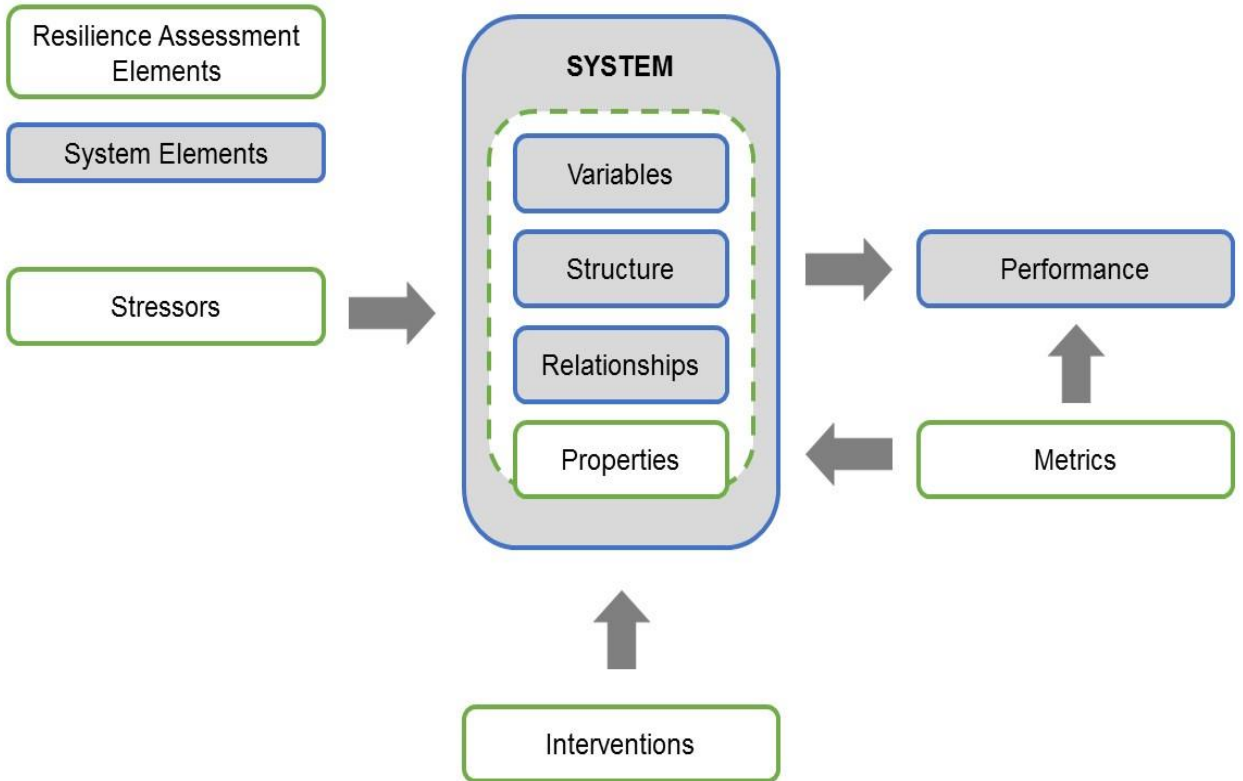 Resilience Assessment
Elements
System Elements
Stressors
SYSTEM
Variables
Structure
Relationships
Properties
Performance
Metrics
Interventions